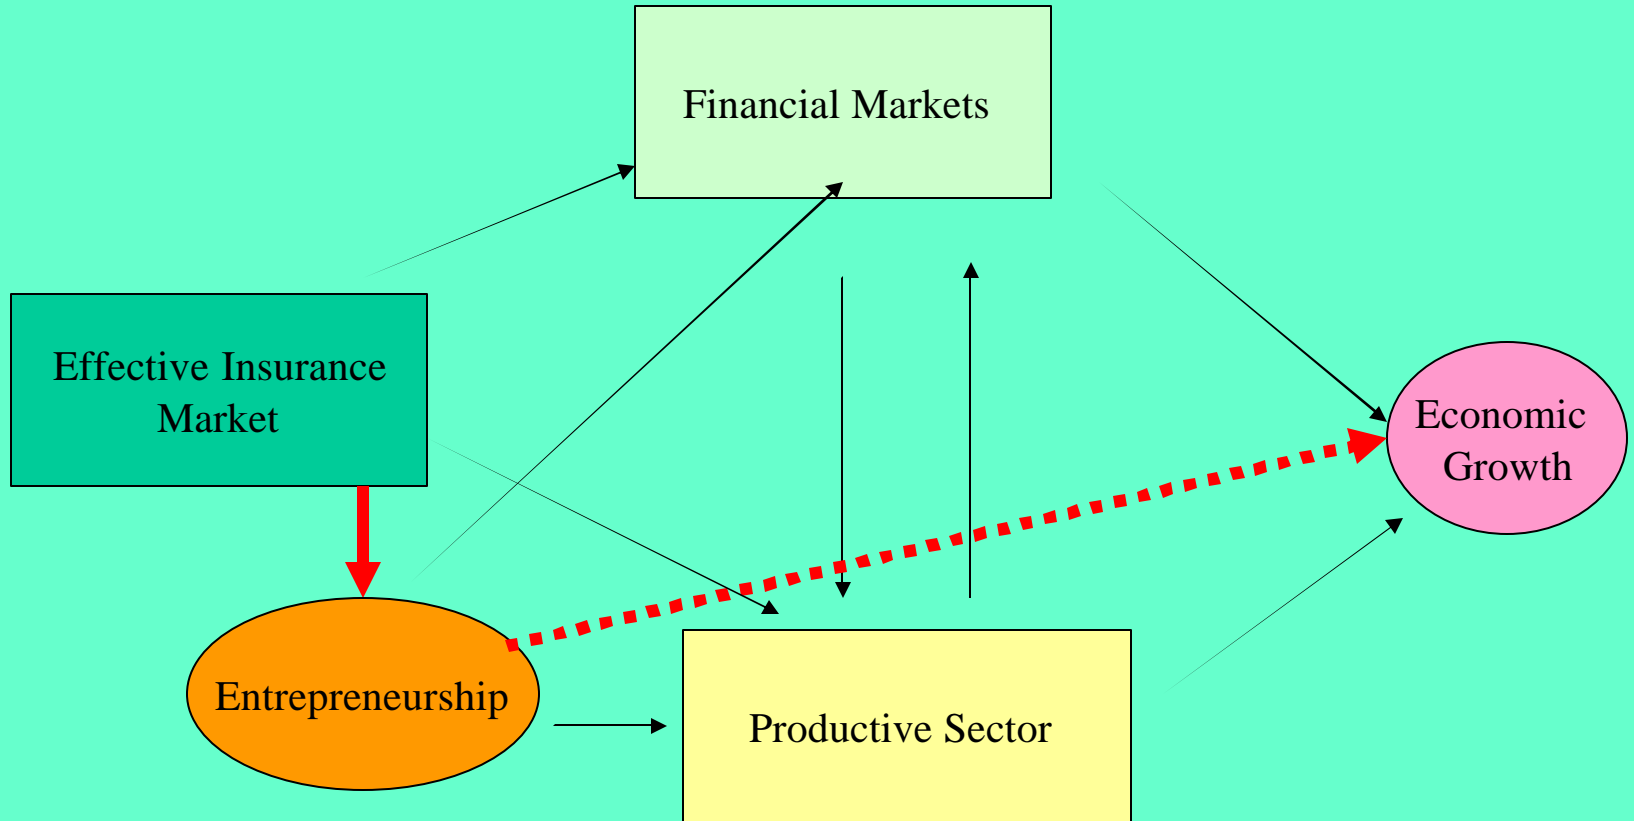 Financial Markets
Effective Insurance
Market
Economic
Growth
Entrepreneurship
Productive Sector